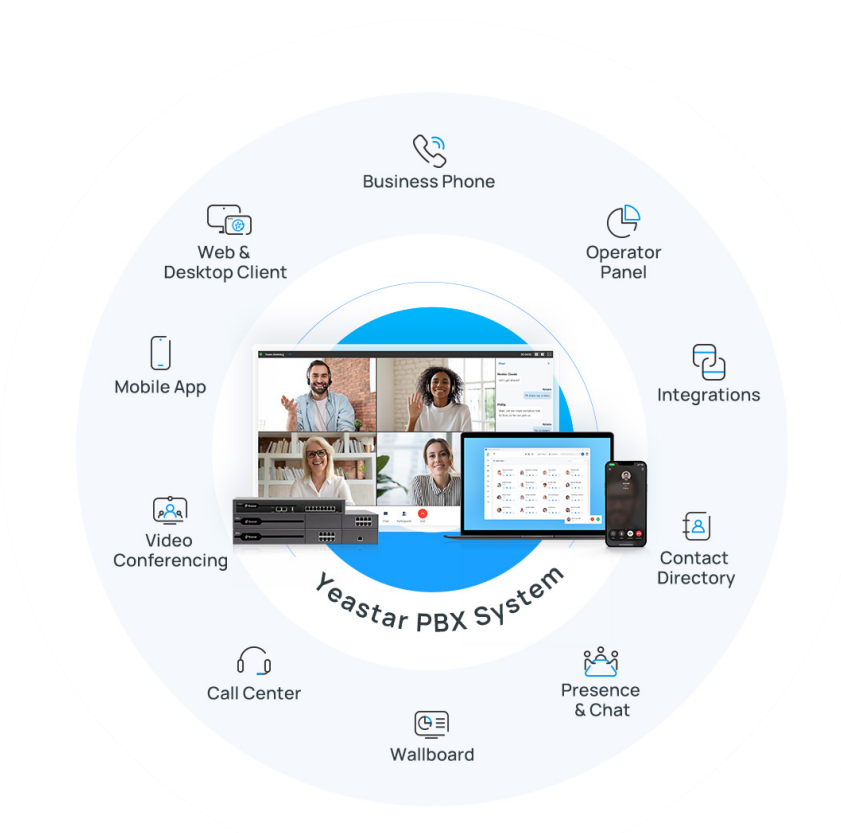 Business Phone
Web &
Desktop Client
Operator
Panel
Mobile App
Integrations
Video
Conferencing
Contact
Directory
Yeastar PBX System
Call Center
Presence
& Chat
Wallboard